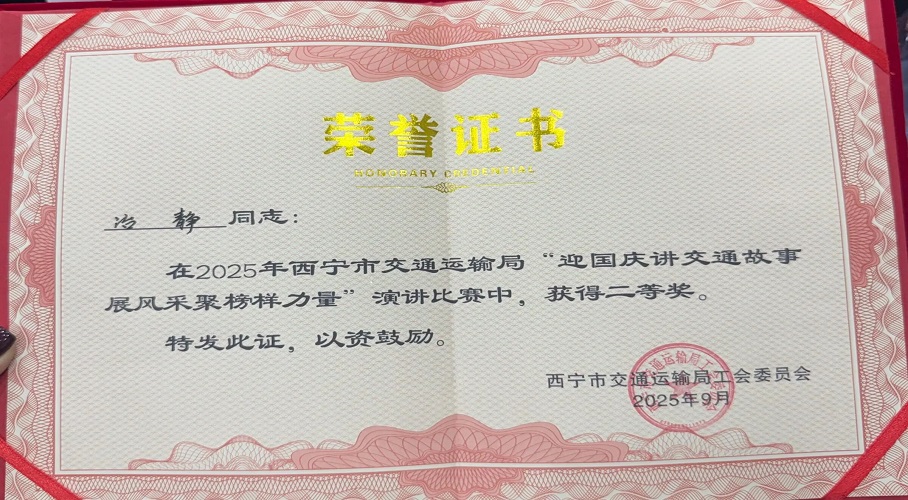 荣誉证书
HONORARY CREDENTIAL
冶 静 同志：
在2025年西宁市交通运输局“迎国庆讲交通故事
展风采聚榜样力量”演讲比赛中，获得二等奖。
特发此证，以资鼓励。
西宁市交通运输局工会委员会
2025年9月